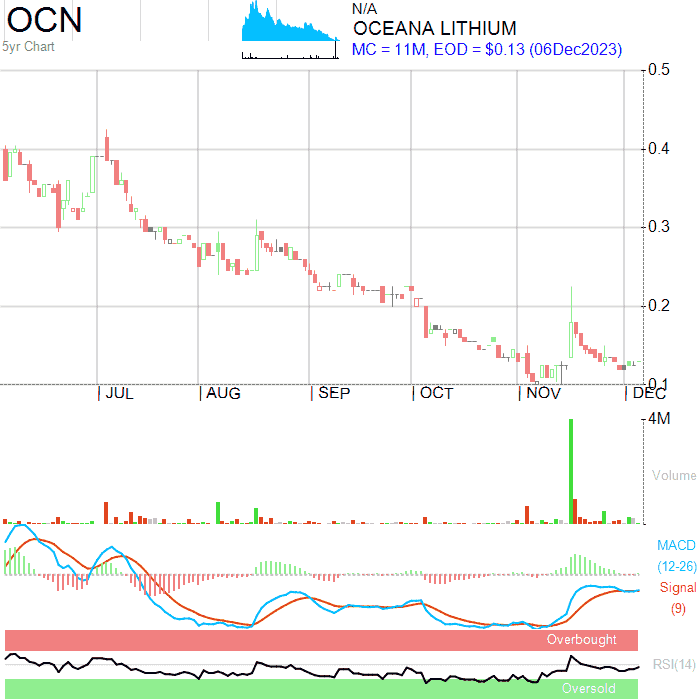 OCN
5yr Chart
N/A
OCEANA LITHIUM
MC = 11M, EOD = $0.13 (06Dec2023)
0.5
0.4
0.3
0.2
0.1
JUL
AUG
SEP
OCT
NOV
DEC
4M
Volume
MACD
(12-26)
Signal
(9)
Overbought
RSI(14)
Oversold